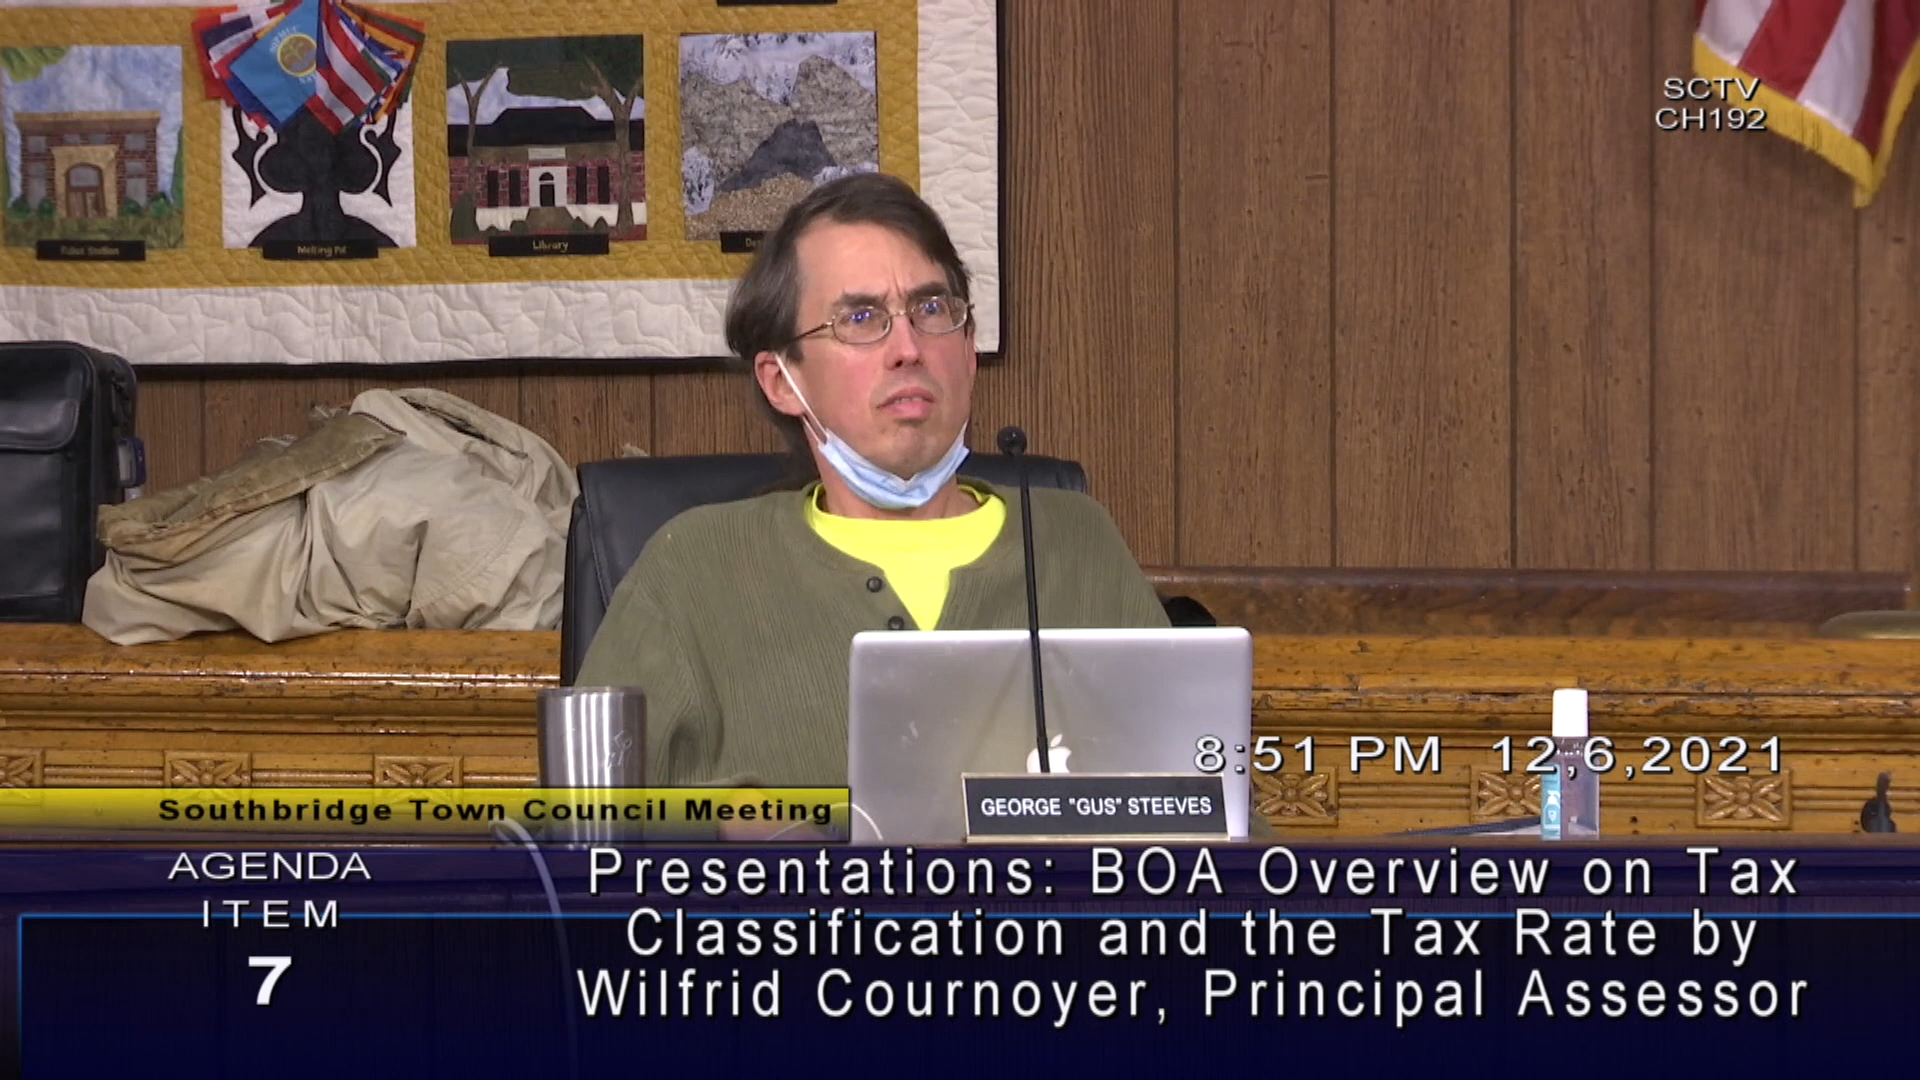 SCTV
CH192
Melting Pot
Library
8:51 PM 12,6,2021
GEORGE "GUS" STEEVES
Southbridge Town Council Meeting
AGENDA
ITEM
7
Presentations: BOA Overview on Tax
Classification and the Tax Rate by
Wilfrid Cournoyer, Principal Assessor